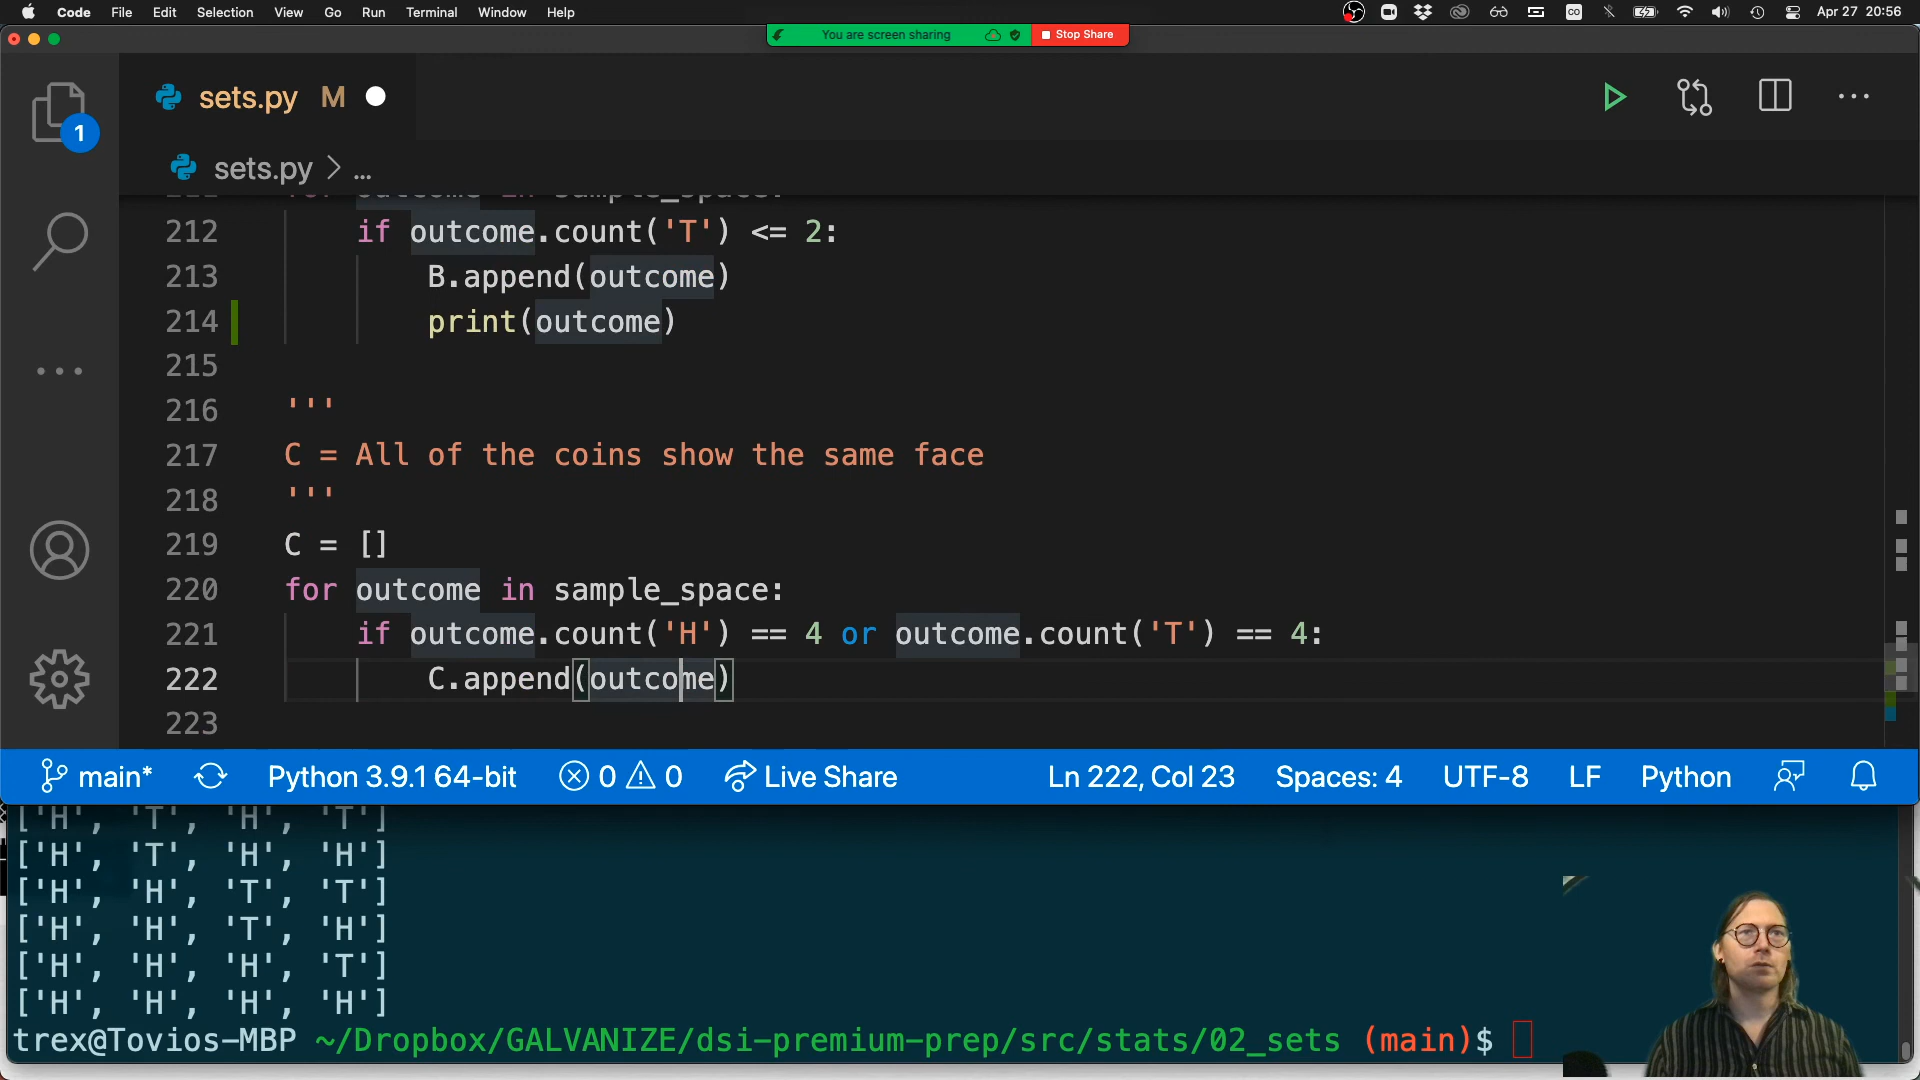 Code File Edit Selection View Go Run Terminal Window Help Apr 27 20:56
You are screen sharing Stop Share
sets.py M
1
sets.py > ...
for outcome in sample_space:
212 if outcome.count('T') <= 2:
213 B.append(outcome)
214 print(outcome)
215
216 '''
217 C = All of the coins show the same face
218 '''
219 C = []
220 for outcome in sample_space:
221 if outcome.count('H') == 4 or outcome.count('T') == 4:
222 C.append(outcome)
223
main* Python 3.9.1 64-bit 0 0 Live Share Ln 222, Col 23 Spaces: 4 UTF-8 LF Python
['H', 'T', 'H', 'T']
['H', 'T', 'H', 'H']
['H', 'H', 'T', 'T']
['H', 'H', 'T', 'H']
['H', 'H', 'H', 'T']
['H', 'H', 'H', 'H']
trex@Tovios-MBP ~/Dropbox/GALVANIZE/dsi-premium-prep/src/stats/02_sets (main)$